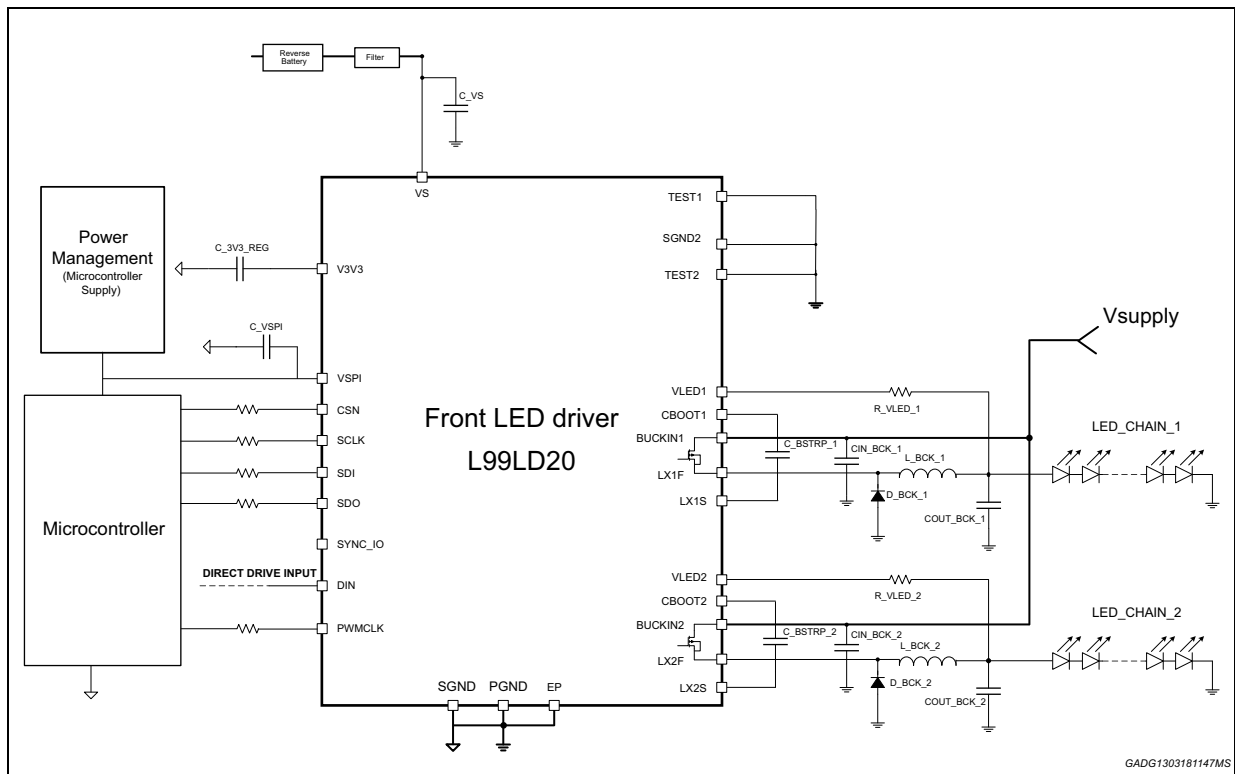 Reverse
Battery
Filter
C_VS
VS
Power
Management
(Microcontroller
Supply)
C_3V3_REG
V3V3
C_VSPI
VSPI
Microcontroller
CSN
SCLK
SDI
SDO
SYNC_IO
DIRECT DRIVE INPUT
DIN
PWMCLK
Front LED driver
L99LD20
SGND
PGND
EP
TEST1
SGND2
TEST2
Vsupply
VLED1
R_VLED_1
CBOOT1
BUCKIN1
C_BSTRP_1
CIN_BCK_1
L_BCK_1
LED_CHAIN_1
LX1F
D_BCK_1
LX1S
COUT_BCK_1
VLED2
R_VLED_2
CBOOT2
BUCKIN2
C_BSTRP_2
CIN_BCK_2
L_BCK_2
LED_CHAIN_2
LX2F
D_BCK_2
LX2S
COUT_BCK_2
GADG1303181147MS